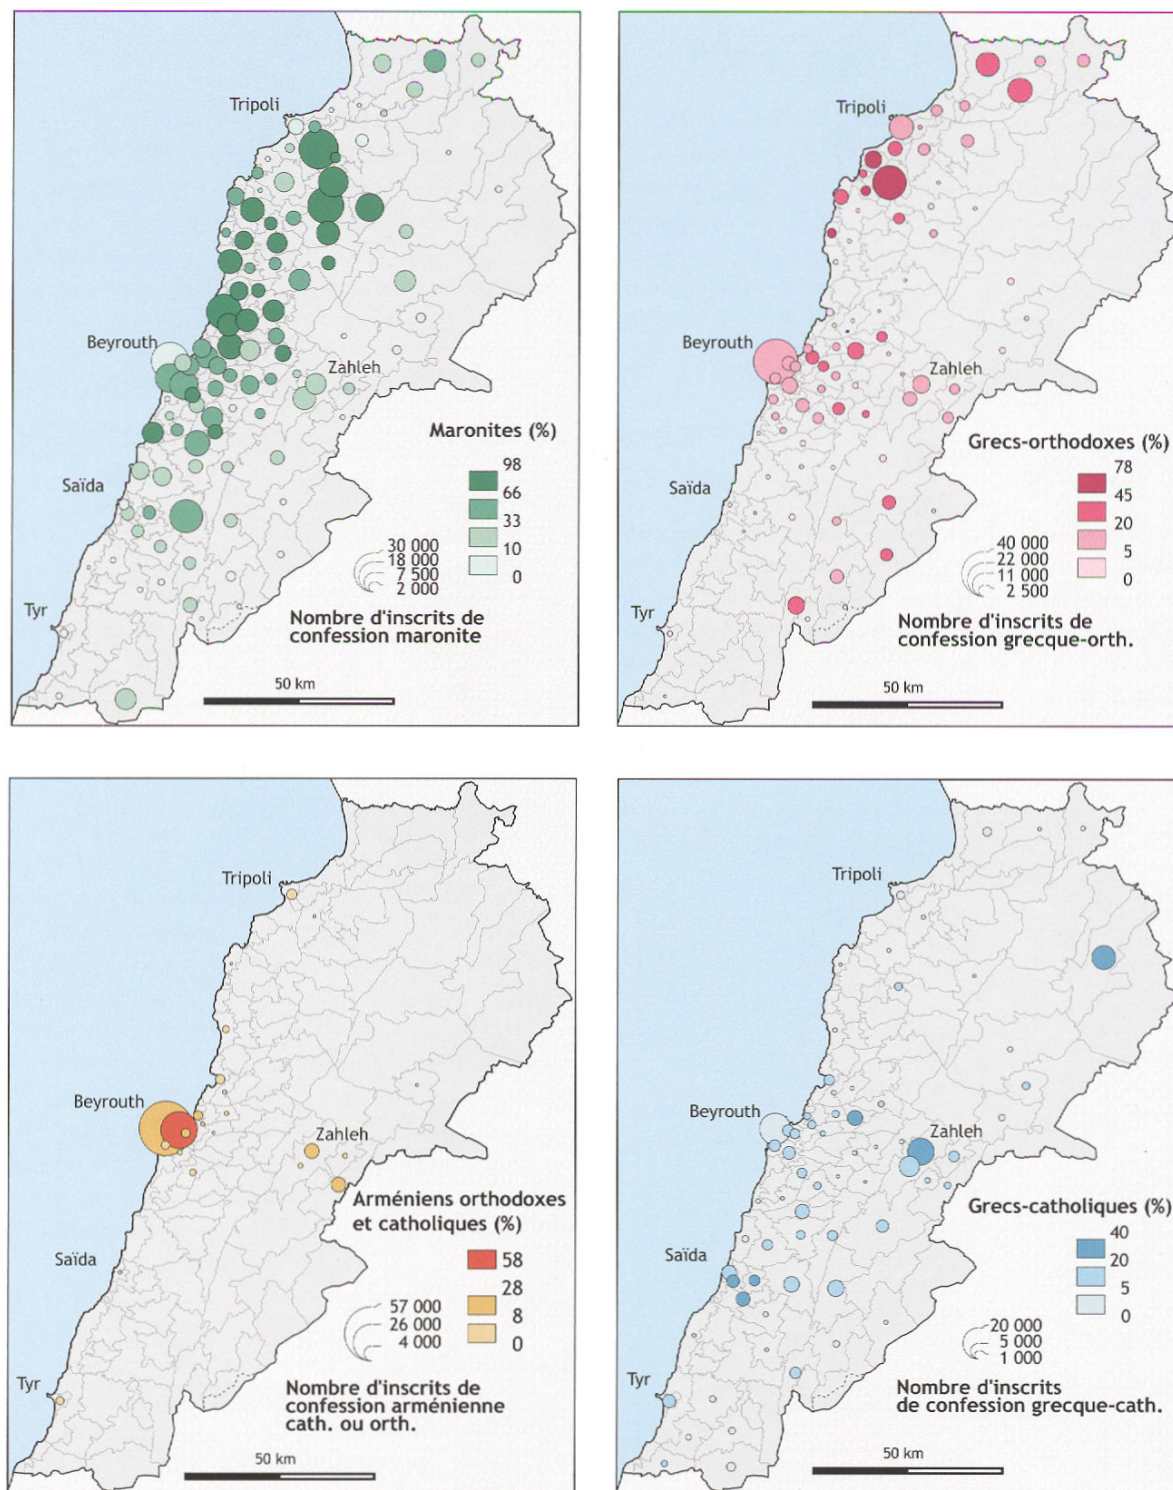 Tripoli
Beyrouth
Zahleh
Saïda
Tyr
Maronites (%)
98
66
33
10
0
30 000
18 000
7 500
2 000
Nombre d'inscrits de
confession maronite
50 km
Tripoli
Beyrouth
Zahleh
Saïda
Tyr
Grecs-orthodoxes (%)
78
45
20
5
0
40 000
22 000
11 000
2 500
Nombre d'inscrits de
confession grecque-orth.
50 km
Tripoli
Beyrouth
Zahleh
Saïda
Tyr
Arméniens orthodoxes
et catholiques (%)
58
28
8
0
57 000
26 000
4 000
Nombre d'inscrits de
confession arménienne
cath. ou orth.
50 km
Tripoli
Beyrouth
Zahleh
Saïda
Tyr
Grecs-catholiques (%)
40
20
5
0
20 000
5 000
1 000
Nombre d'inscrits
de confession grecque-cath.
50 km